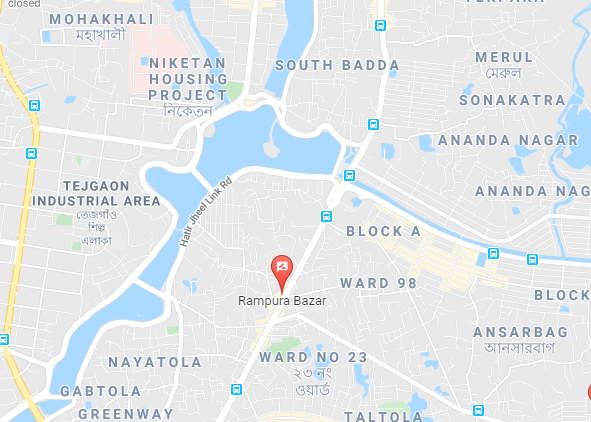 closed
MOHAKHALI
মহাখালী
NIKETAN
HOUSING
PROJECT
নিকেতন
SOUTH BADDA
MERUL
মেরুল
SONAKATRA
ANANDA NAGAR
ANANDA NAG
TEJGAON
INDUSTRIAL AREA
তেজগাঁও
শিল্প
এলাকা
Hatir Jheel Link Rd
BLOCK A
WARD 98
Rampura Bazar
BLOCK
ANSARBAG
আনসারবাগ
NAYATOLA
WARD NO 23
২৩ নং
ওয়ার্ড
GABTOLA
GREENWAY
TALTOLA